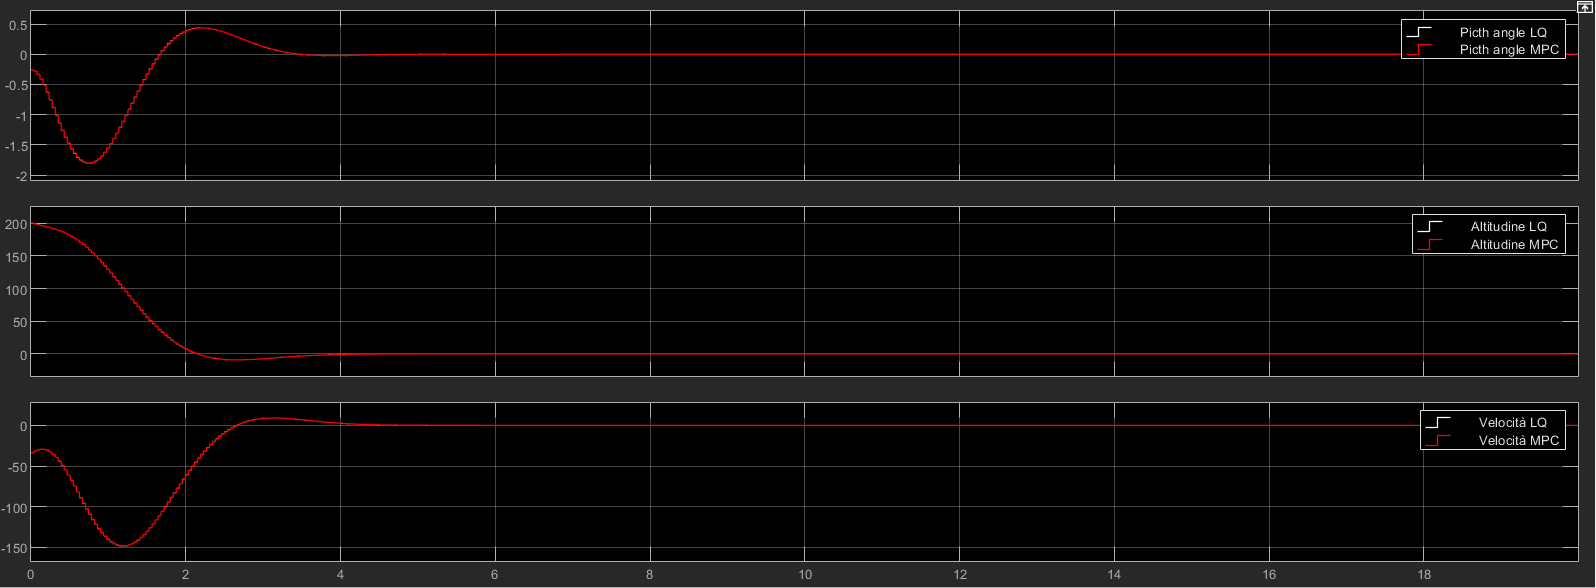 0.5
0
-0.5
-1
-1.5
-2
Picth angle LQ
Picth angle MPC
200
150
100
50
0
Altitudine LQ
Altitudine MPC
0
-50
-100
-150
Velocità LQ
Velocità MPC
0 2 4 6 8 10 12 14 16 18